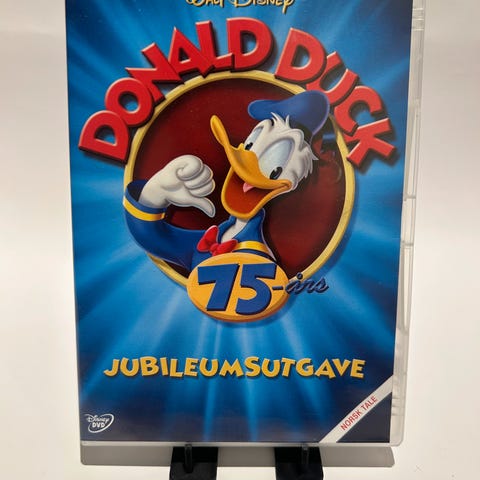 Walt Disney
DONALD DUCK
75-års
JUBILEUMSUTGAVE
Disney
DVD
NORSK TALE